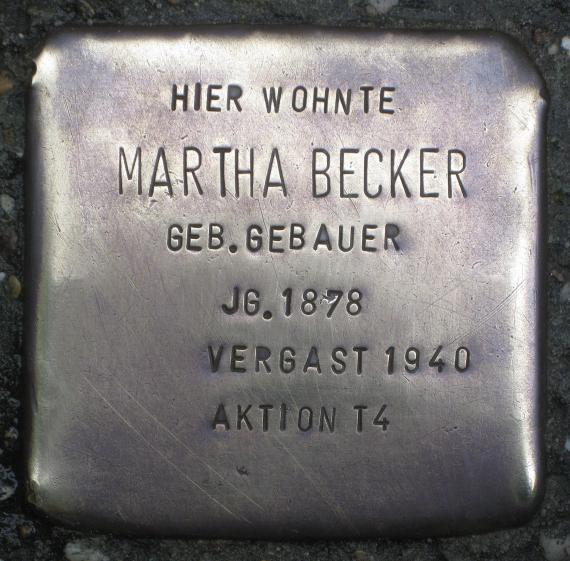 HIER WOHNTE
MARTHA BECKER
GEB. GEBAUER
JG. 1878
VERGAST 1940
AKTION T4